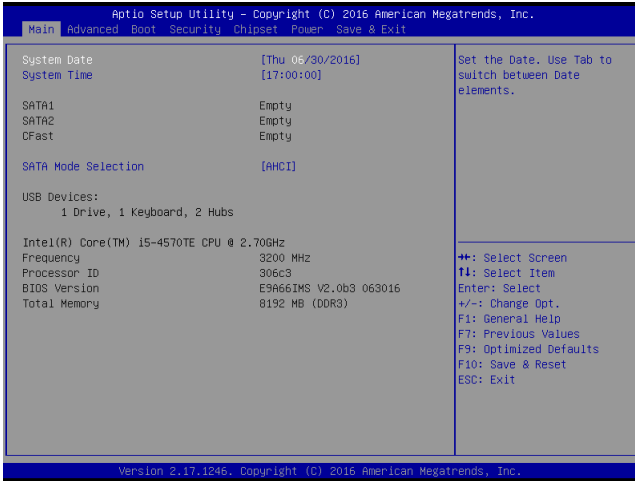 Aptio Setup Utility – Copyright (C) 2016 American Megatrends, Inc.
Main Advanced Boot Security Chipset Power Save & Exit
System Date [Thu 06/30/2016]
System Time [17:00:00]
SATA1 Empty
SATA2 Empty
CFast Empty
SATA Mode Selection [AHCI]
USB Devices:
1 Drive, 1 Keyboard, 2 Hubs
Intel(R) Core(TM) i5-4570TE CPU @ 2.70GHz
Frequency 3200 MHz
Processor ID 306c3
BIOS Version E9A66IMS V2.0b3 063016
Total Memory 8192 MB (DDR3)
Set the Date. Use Tab to
switch between Date
elements.
→←: Select Screen
↑↓: Select Item
Enter: Select
+/-: Change Opt.
F1: General Help
F7: Previous Values
F9: Optimized Defaults
F10: Save & Reset
ESC: Exit
Version 2.17.1246. Copyright (C) 2016 American Megatrends, Inc.